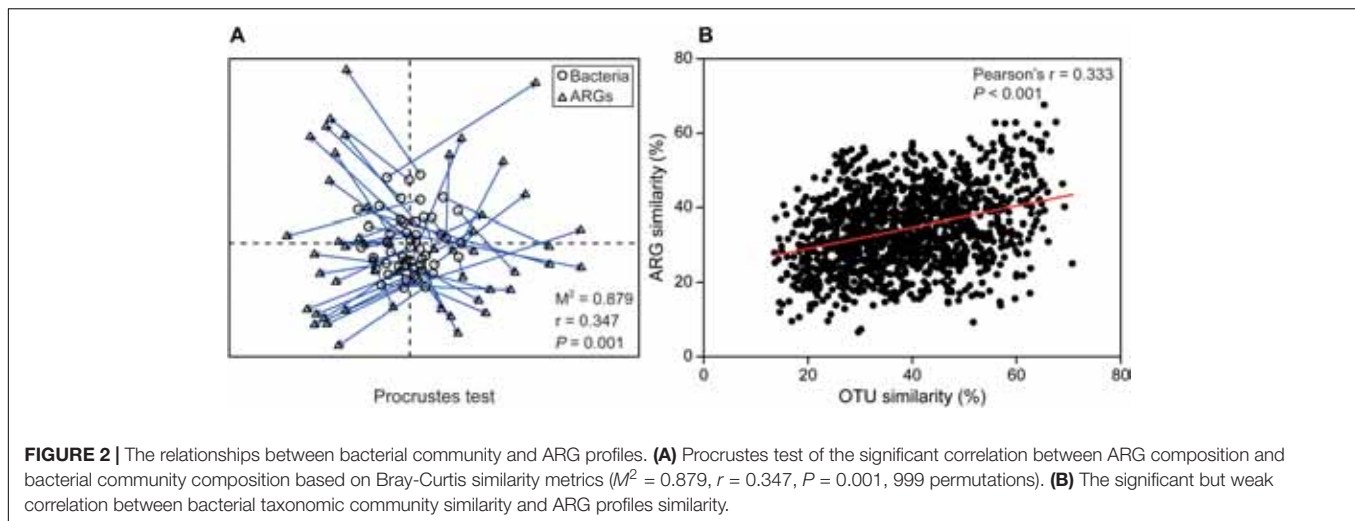 A
Bacteria
ARGs
M² = 0.879
r = 0.347
P = 0.001
Procrustes test
B
Pearson's r = 0.333
P < 0.001
80
60
40
20
0
ARG similarity (%)
0 20 40 60 80
OTU similarity (%)
FIGURE 2 | The relationships between bacterial community and ARG profiles. (A) Procrustes test of the significant correlation between ARG composition and
bacterial community composition based on Bray-Curtis similarity metrics (M² = 0.879, r = 0.347, P = 0.001, 999 permutations). (B) The significant but weak
correlation between bacterial taxonomic community similarity and ARG profiles similarity.